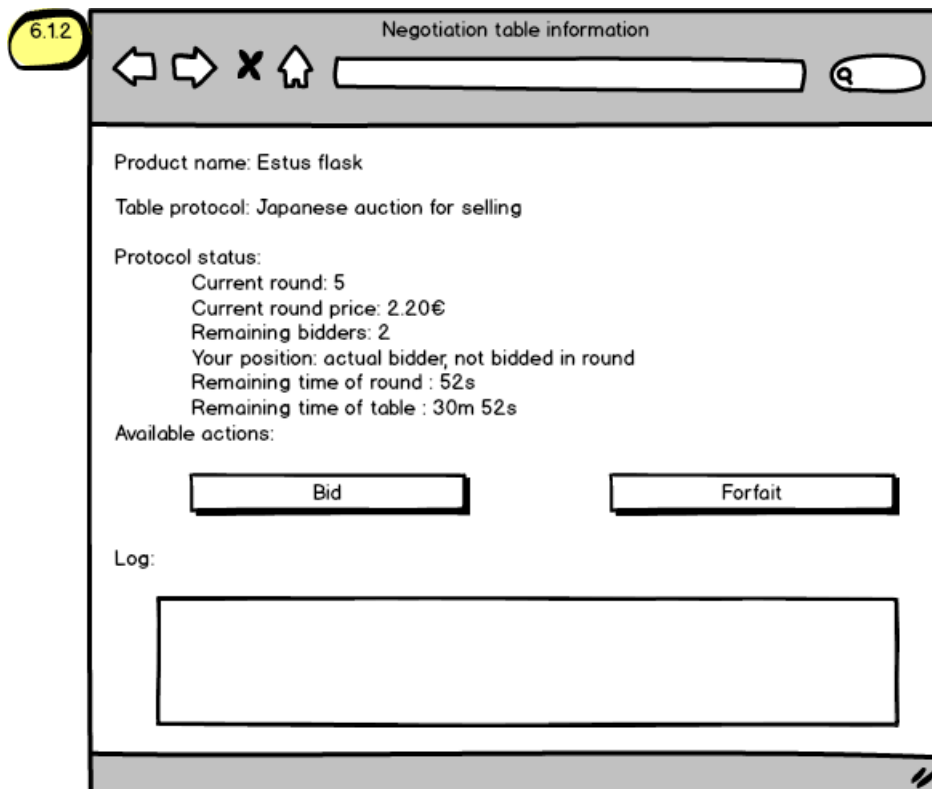 6.1.2
Negotiation table information
Product name: Estus flask
Table protocol: Japanese auction for selling
Protocol status:
Current round: 5
Current round price: 2.20€
Remaining bidders: 2
Your position: actual bidder, not bidded in round
Remaining time of round : 52s
Remaining time of table : 30m 52s
Available actions:
Bid
Forfait
Log: